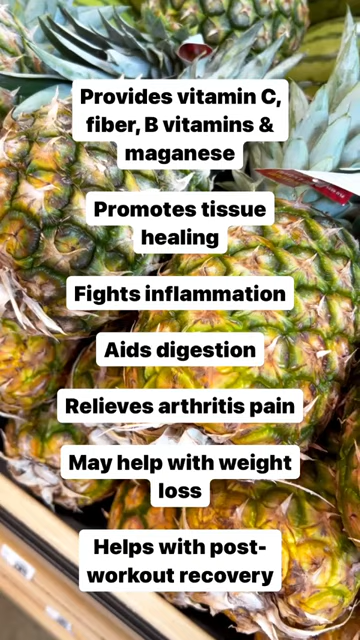 Provides vitamin C,
fiber, B vitamins &
maganese
Promotes tissue
healing
Fights inflammation
Aids digestion
Relieves arthritis pain
May help with weight
loss
Helps with post-
workout recovery